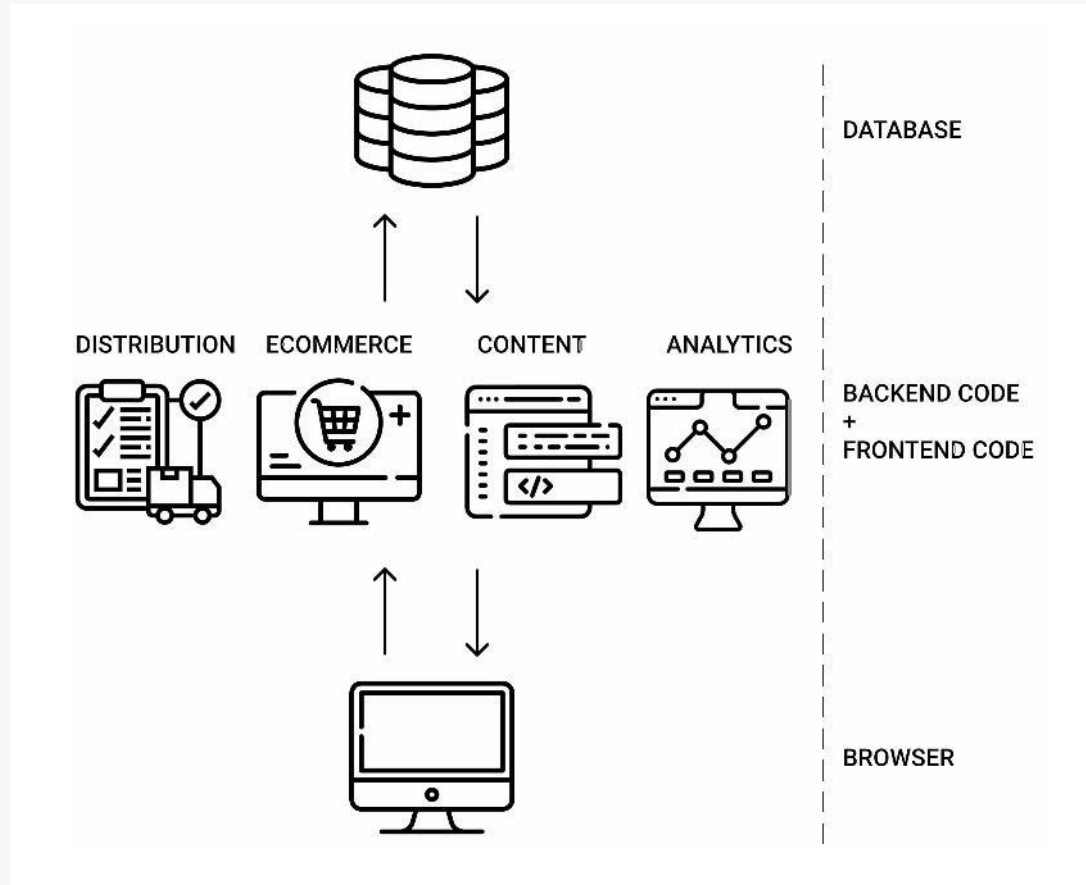 DATABASE
DISTRIBUTION
ECOMMERCE
CONTENT
ANALYTICS
BACKEND CODE
+
FRONTEND CODE
</>
BROWSER